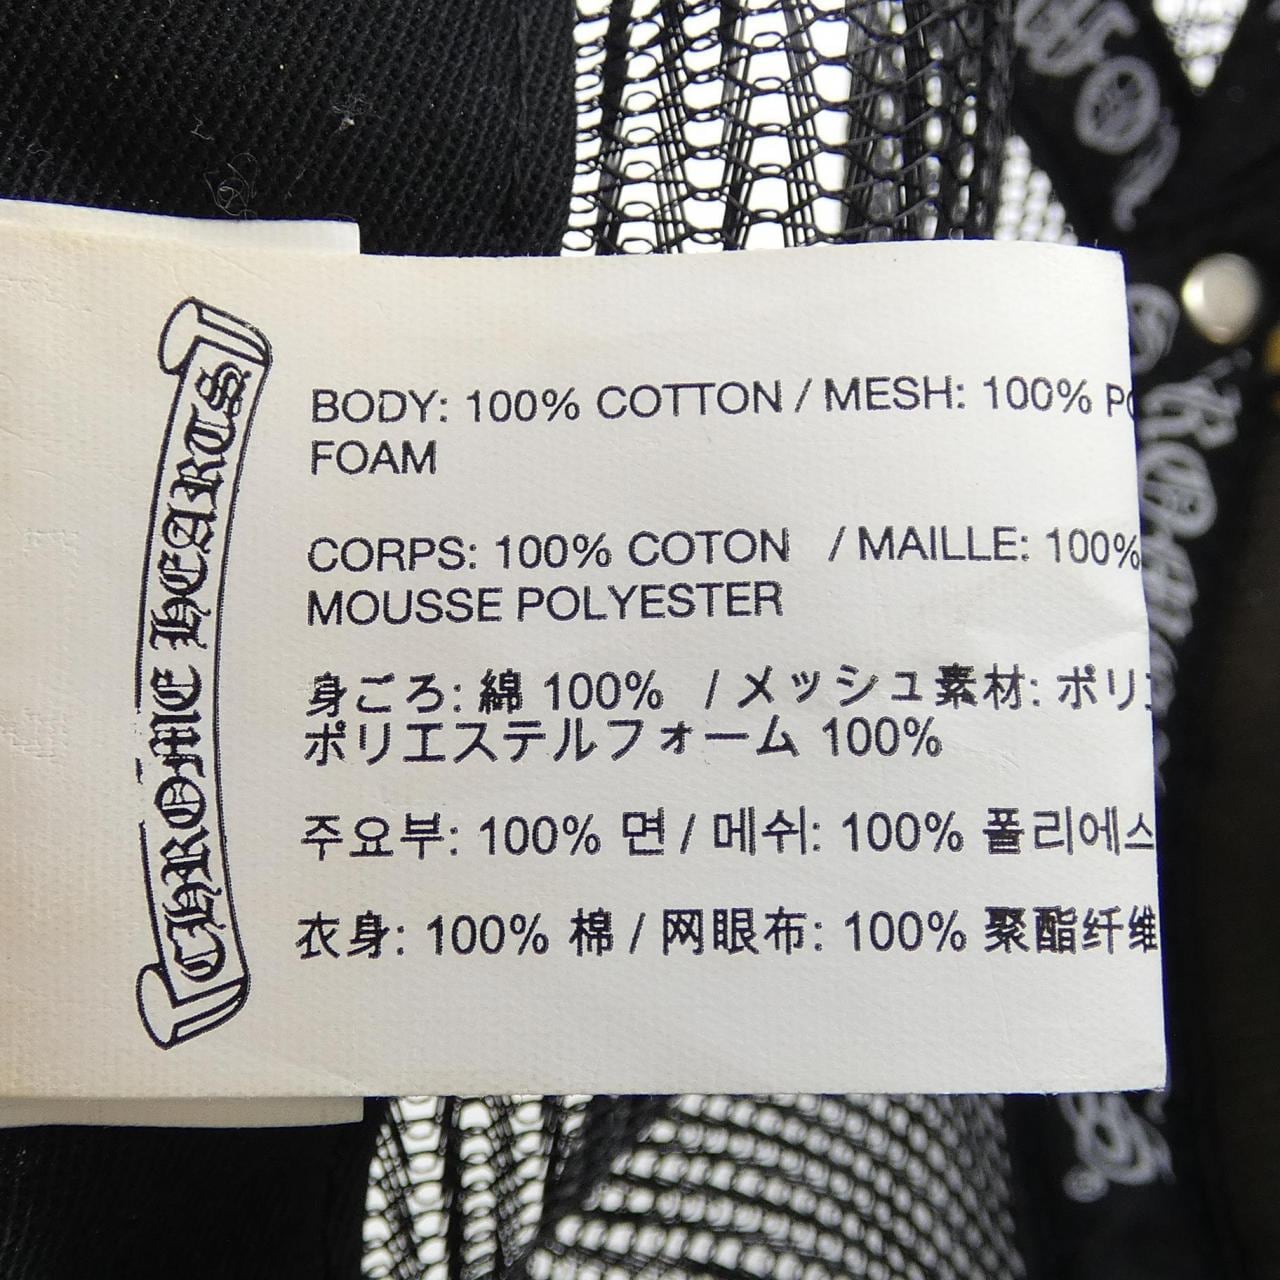 CHROME HEARTS
BODY: 100% COTTON / MESH: 100%
FOAM
CORPS: 100% COTON / MAILLE: 100%
MOUSSE POLYESTER
身ごろ: 綿 100% / メッシュ素材: ポリ
ポリエステルフォーム 100%
주요부: 100% 면 / 메쉬: 100% 폴리에스
衣身: 100% 棉 / 网眼布: 100% 聚酯纤维